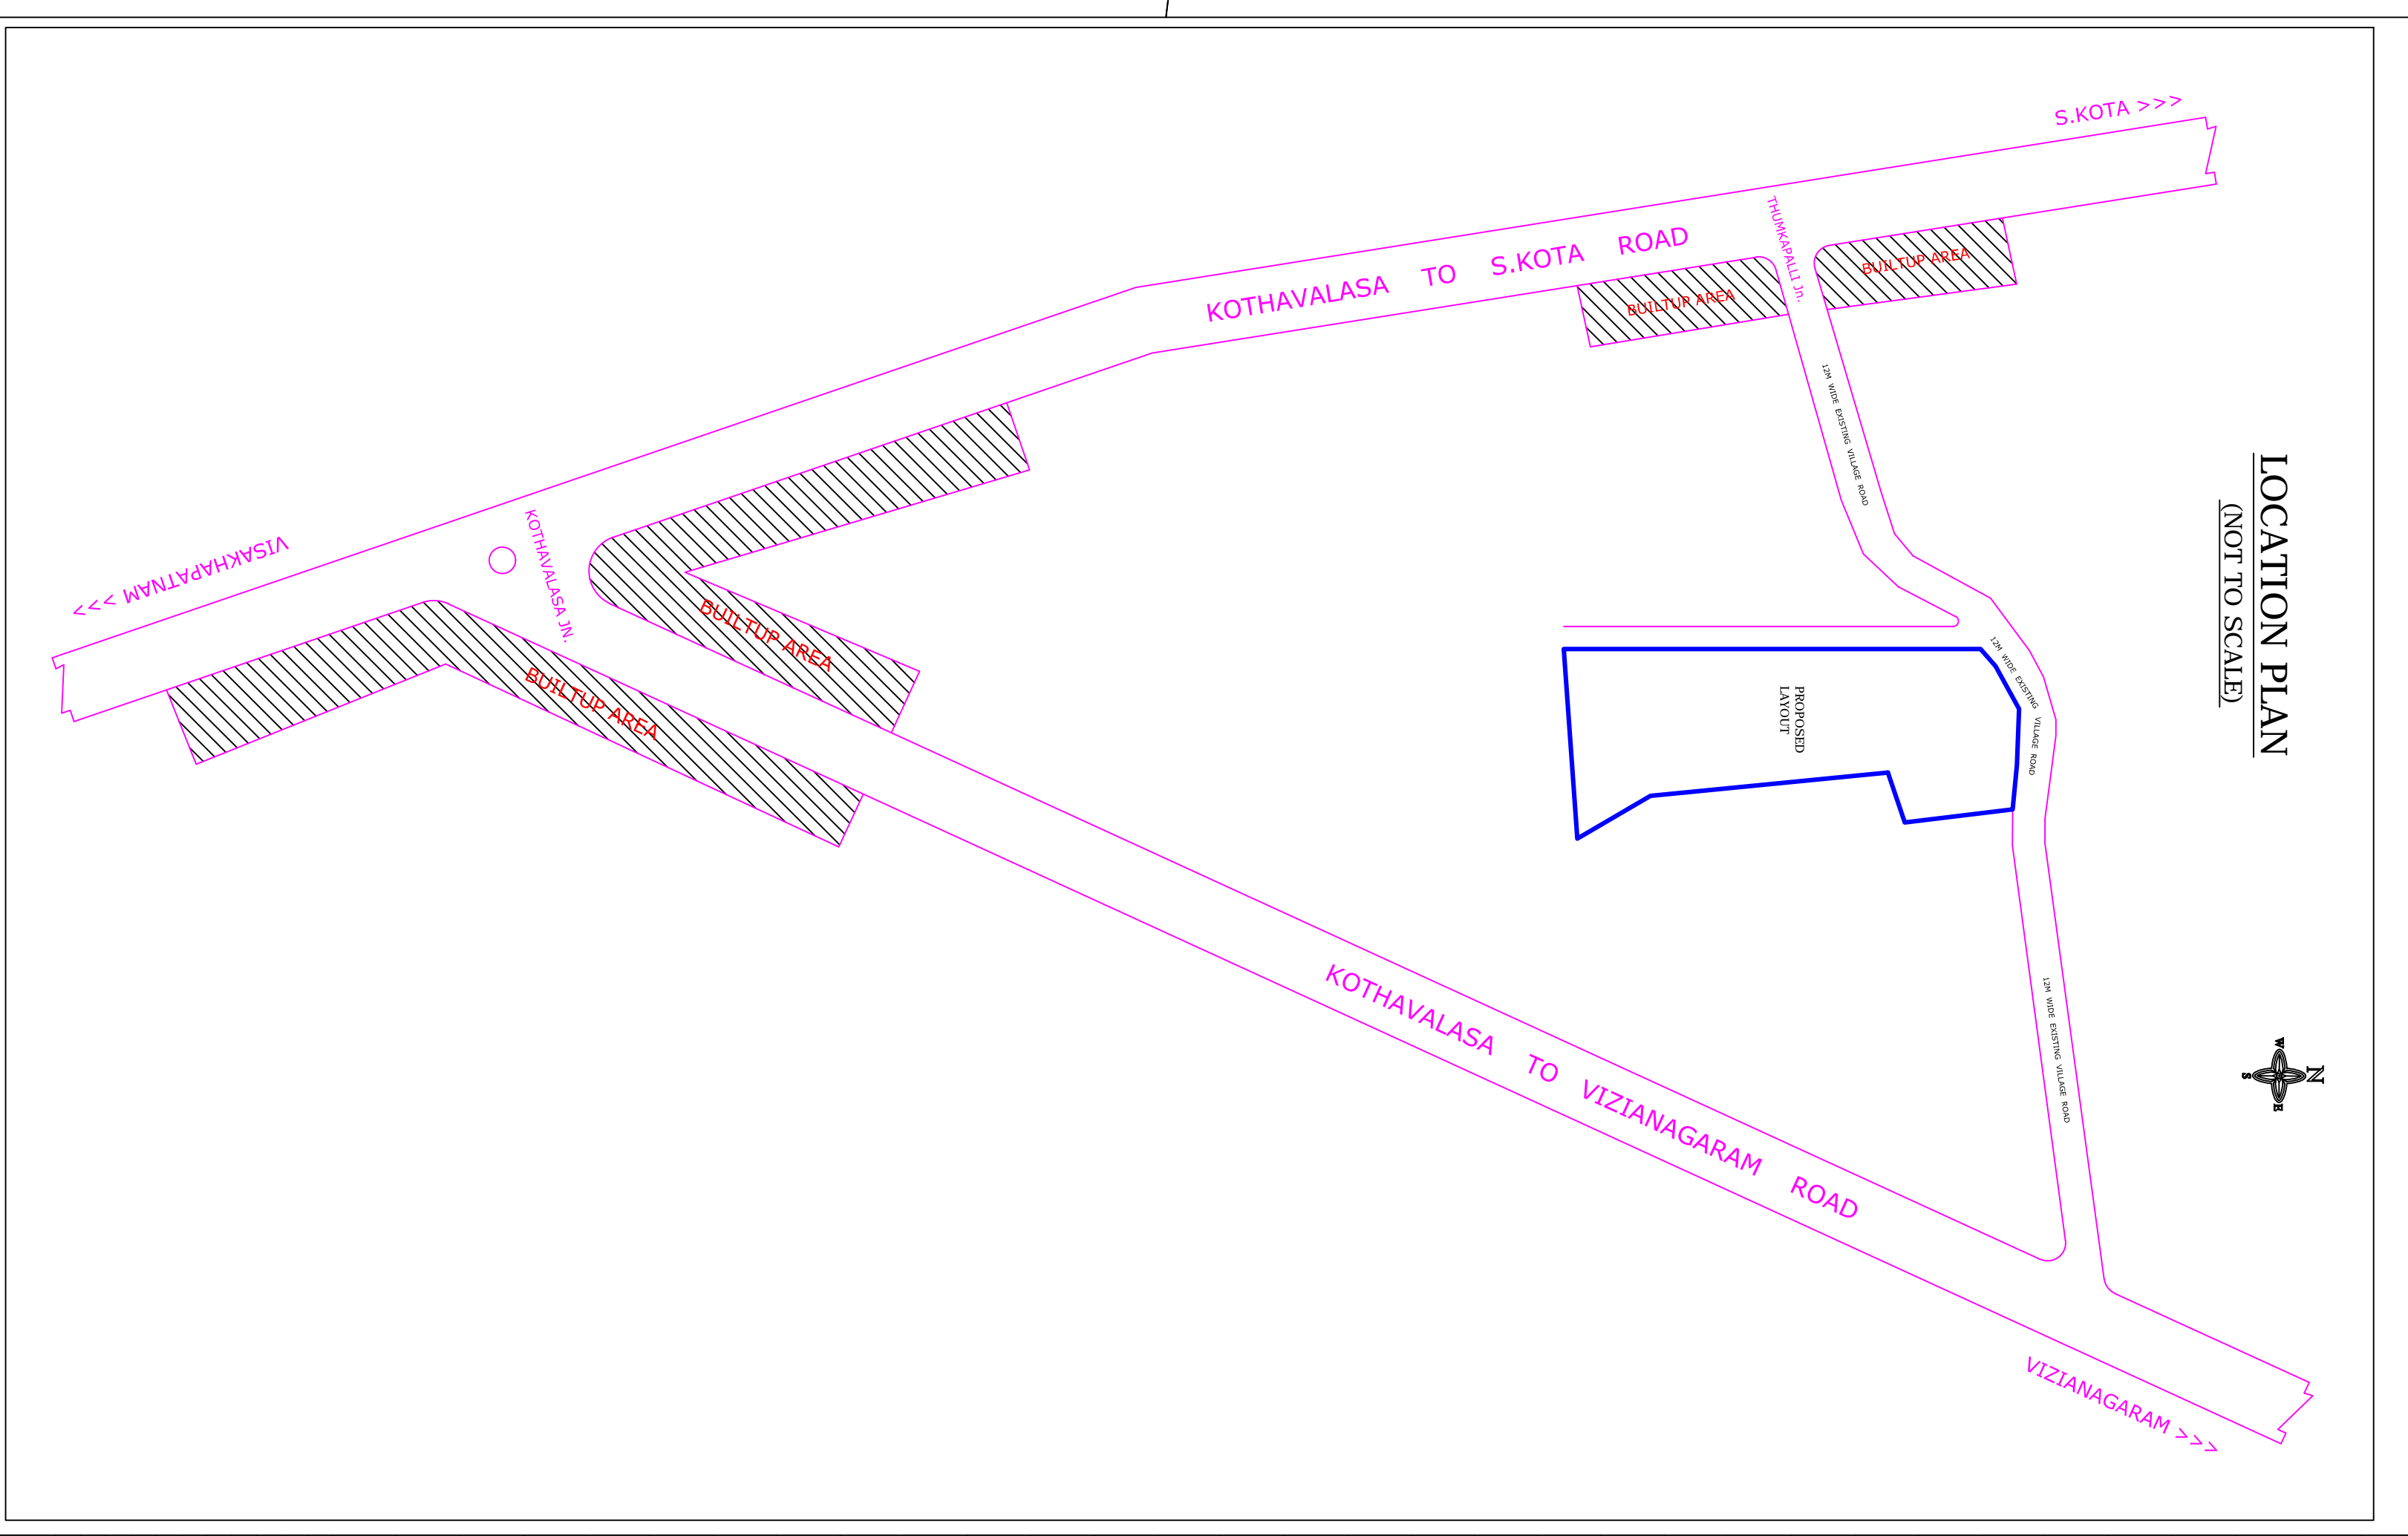 S.KOTA >>>
THUMKAPALLI Jn.
KOTHAVALASA TO S.KOTA ROAD
BUILTUP AREA
BUILTUP AREA
12M WIDE EXISTING VILLAGE ROAD
LOCATION PLAN
(NOT TO SCALE)
VISAKHAPATNAM >>>
KOTHAVALASA JN.
BUILTUP AREA
BUILTUP AREA
12M WIDE EXISTING VILLAGE ROAD
PROPOSED
LAYOUT
KOTHAVALASA TO VIZIANAGARAM ROAD
12M WIDE EXISTING VILLAGE ROAD
W
N
S
E
VIZIANAGARAM >>>